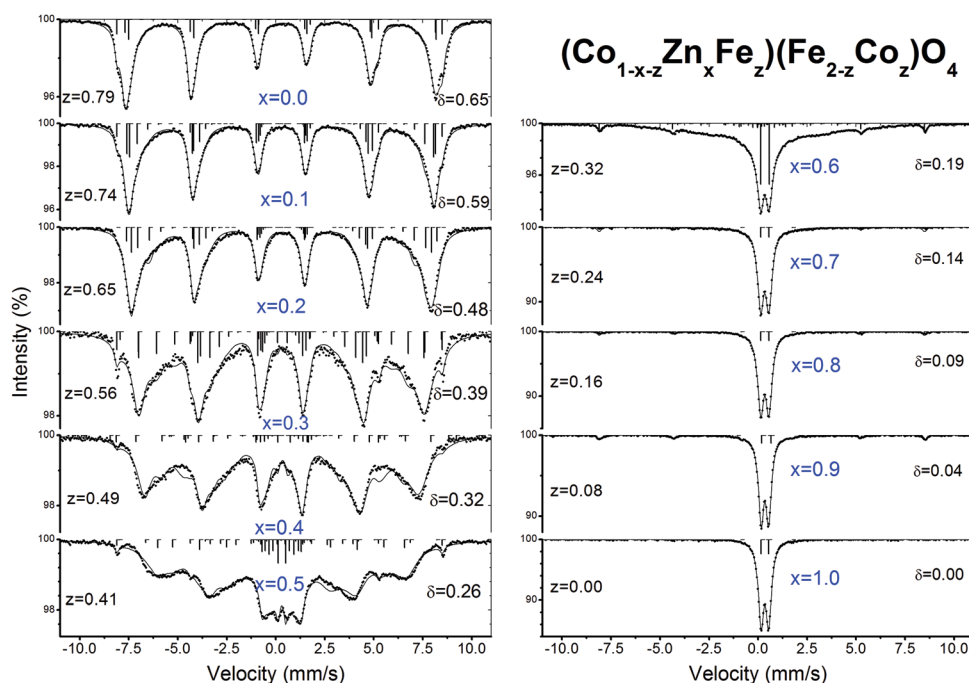 (Co1-x-zZnxFez)(Fe2-zCoz)O4
Intensity (%)
100
96
z=0.79
x=0.0
δ=0.65
100
98
96
z=0.74
x=0.1
δ=0.59
100
98
z=0.65
x=0.2
δ=0.48
100
98
z=0.56
x=0.3
δ=0.39
100
98
z=0.49
x=0.4
δ=0.32
100
98
z=0.41
x=0.5
δ=0.26
-10.0 -7.5 -5.0 -2.5 0.0 2.5 5.0 7.5 10.0
Velocity (mm/s)
100
96
z=0.32
x=0.6
δ=0.19
100
90
z=0.24
x=0.7
δ=0.14
100
90
z=0.16
x=0.8
δ=0.09
100
90
z=0.08
x=0.9
δ=0.04
100
90
z=0.00
x=1.0
δ=0.00
-10.0 -7.5 -5.0 -2.5 0.0 2.5 5.0 7.5 10.0
Velocity (mm/s)